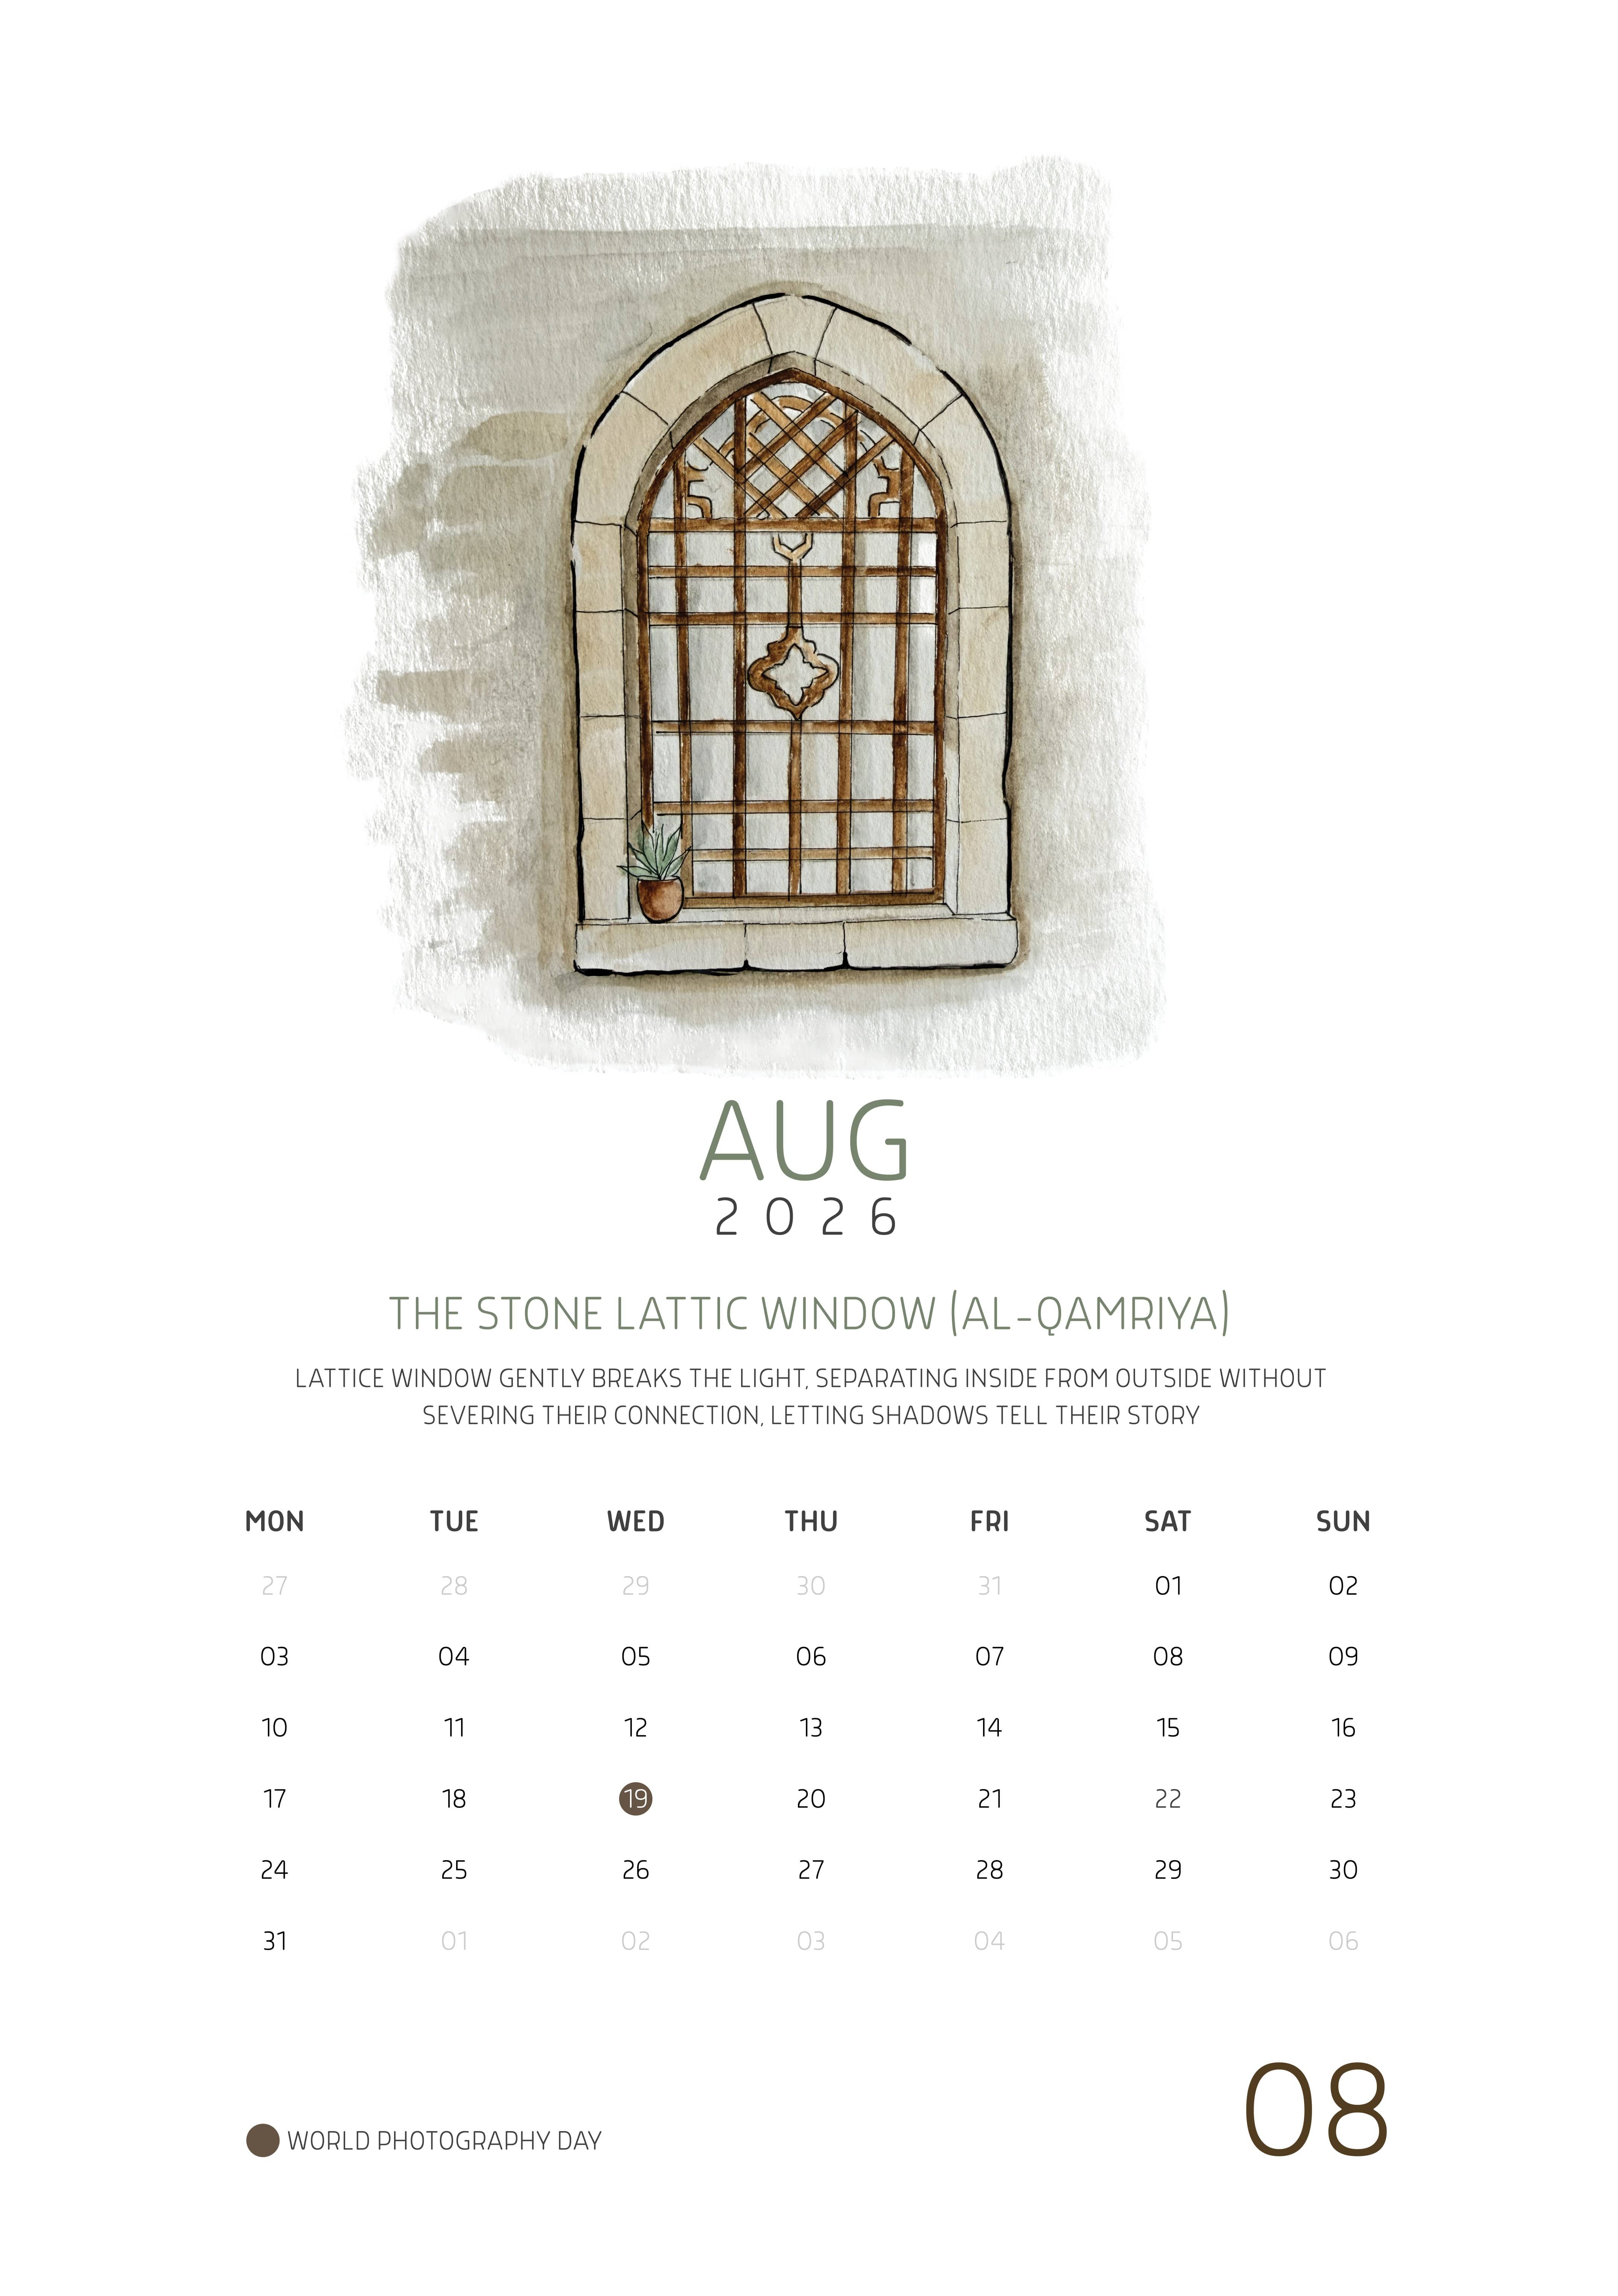 AUG
2026
THE STONE LATTIC WINDOW (AL-QAMRIYA)
LATTICE WINDOW GENTLY BREAKS THE LIGHT, SEPARATING INSIDE FROM OUTSIDE WITHOUT
SEVERING THEIR CONNECTION, LETTING SHADOWS TELL THEIR STORY
MON TUE WED THU FRI SAT SUN
27 28 29 30 31 01 02
03 04 05 06 07 08 09
10 11 12 13 14 15 16
17 18 19 20 21 22 23
24 25 26 27 28 29 30
31 01 02 03 04 05 06
08
WORLD PHOTOGRAPHY DAY